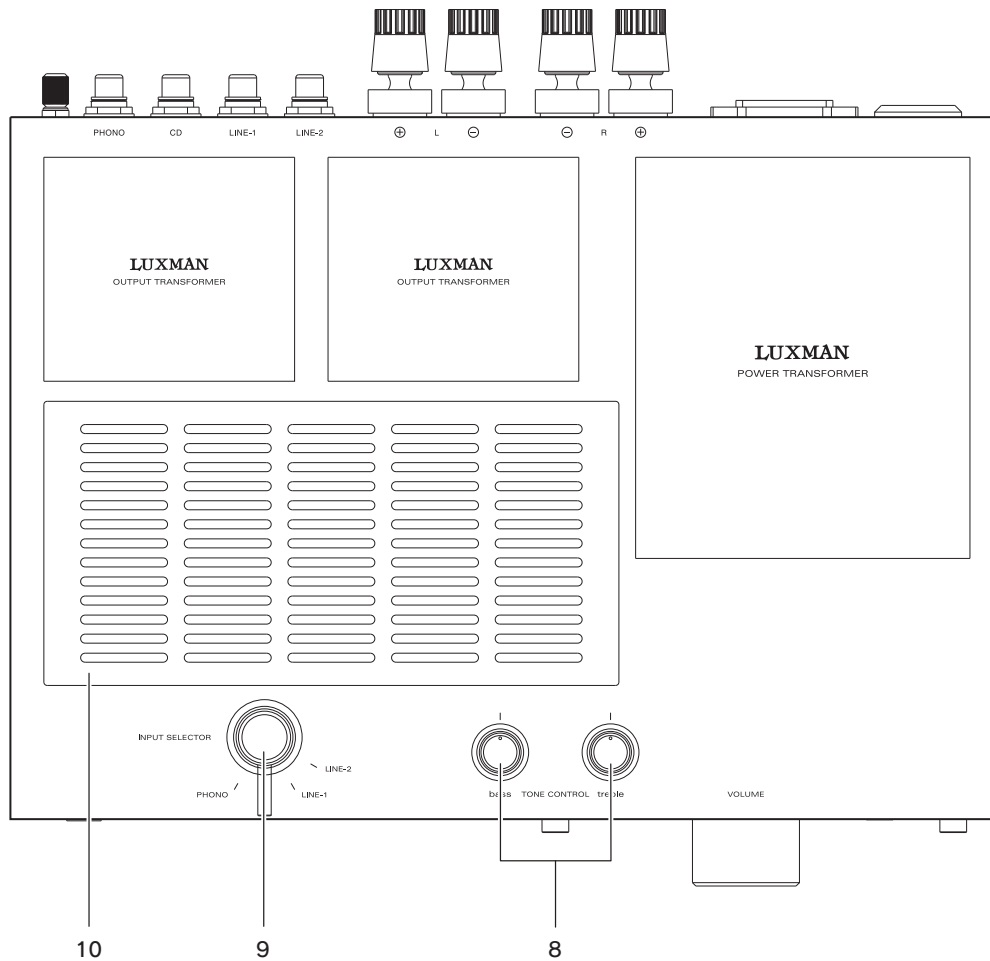 PHONO CD LINE-1 LINE-2 ⊕ L ⊖ ⊖ R ⊕
LUXMAN
OUTPUT TRANSFORMER
LUXMAN
OUTPUT TRANSFORMER
LUXMAN
POWER TRANSFORMER
INPUT SELECTOR
PHONO
LINE-1
LINE-2
bass TONE CONTROL treble
VOLUME
10 9 8